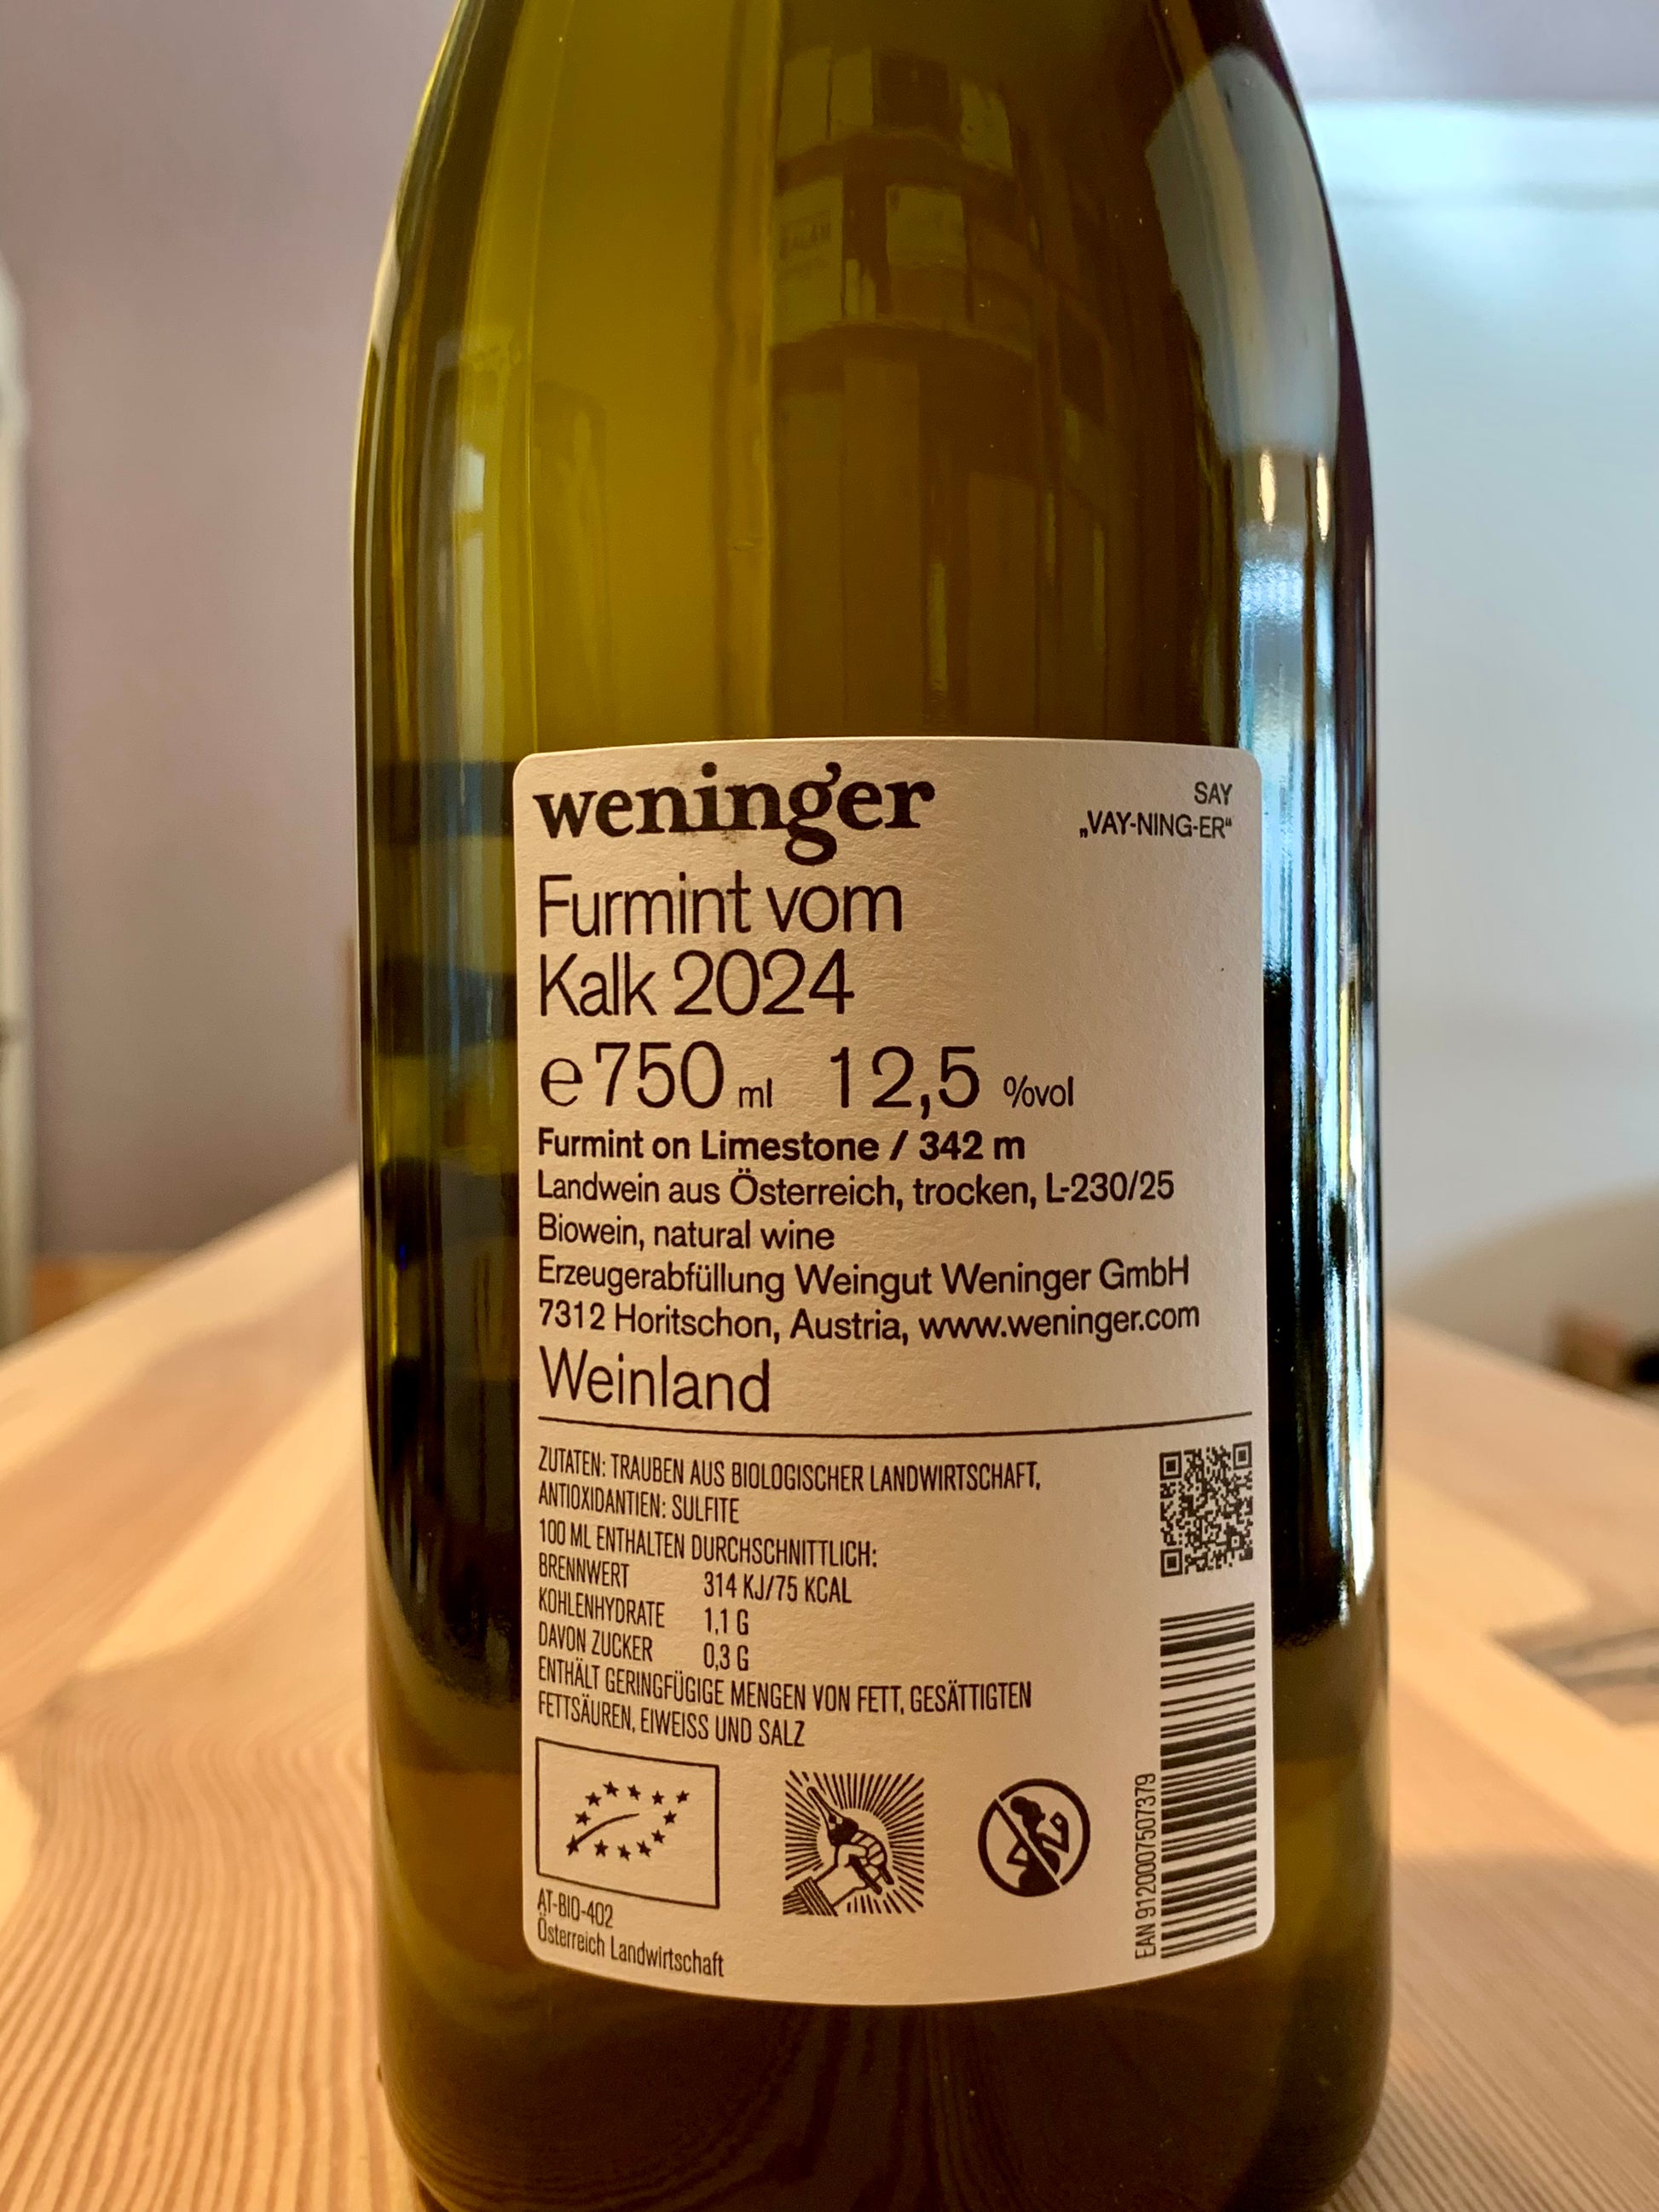 weninger
SAY
„VAY-NING-ER“
Furmint vom
Kalk 2024
℮ 750 ml 12,5 %vol
Furmint on Limestone / 342 m
Landwein aus Österreich, trocken, L-230/25
Biowein, natural wine
Erzeugerabfüllung Weingut Weninger GmbH
7312 Horitschon, Austria, www.weninger.com
Weinland
ZUTATEN: TRAUBEN AUS BIOLOGISCHER LANDWIRTSCHAFT,
ANTIOXIDANTIEN: SULFITE
100 ML ENTHALTEN DURCHSCHNITTLICH:
BRENNWERT 314 KJ/75 KCAL
KOHLENHYDRATE 1,1 G
DAVON ZUCKER 0,3 G
ENTHÄLT GERINGFÜGIGE MENGEN VON FETT, GESÄTTIGTEN
FETTSÄUREN, EIWEISS UND SALZ
AT-BIO-402
Österreich Landwirtschaft
EAN 9120007507379